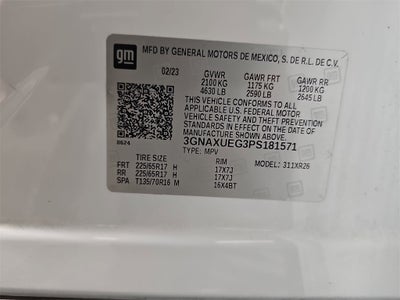 gm
MFD BY GENERAL MOTORS DE MEXICO, S. DE R.L. DE C.V.
02/23 GVWR GAWR FRT GAWR RR
2100 KG 1175 KG 1200 KG
4630 LB 2590 LB 2645 LB
THIS VEHICLE CONFORMS TO ALL
APPLICABLE U.S. FEDERAL MOTOR
VEHICLE SAFETY STANDARDS
IN EFFECT ON THE DATE OF
MANUFACTURE SHOWN ABOVE.
8624 3GNAXUEG3PS181571
TYPE: MPV MODEL: 311XR26
TIRE SIZE RIM
FRT 225/65R17 H 17X7J
RR 225/65R17 H 17X7J
SPA T135/70R16 M 16X4BT